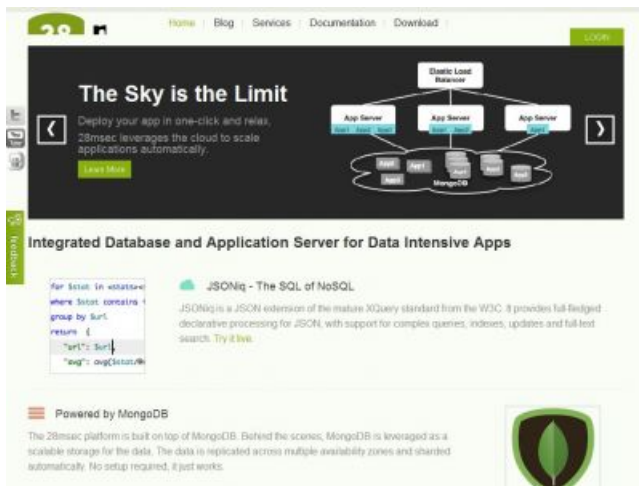 28
Home Blog Services Documentation Download
LOGIN
The Sky is the Limit
Deploy your app in one-click and relax,
28msec leverages the cloud to scale
applications automatically.
Learn More
Elastic Load
Balancer
App Server App Server App Server
MongoDB
feedback
Integrated Database and Application Server for Data Intensive Apps
for $stat in
where $stat contains
group by $url
return {
"url": $url,
"avg": avg($stat/
JSONiq - The SQL of NoSQL
JSONiq is a JSON extension of the mature XQuery standard from the W3C. It provides full-fledged
declarative processing for JSON, with support for complex queries, indexes, updates and full-text
search. Try it live.
Powered by MongoDB
The 28msec platform is built on top of MongoDB. Behind the scenes, MongoDB is leveraged as a
scalable storage for the data. The data is replicated across multiple availability zones and sharded
automatically. No setup required, it just works.